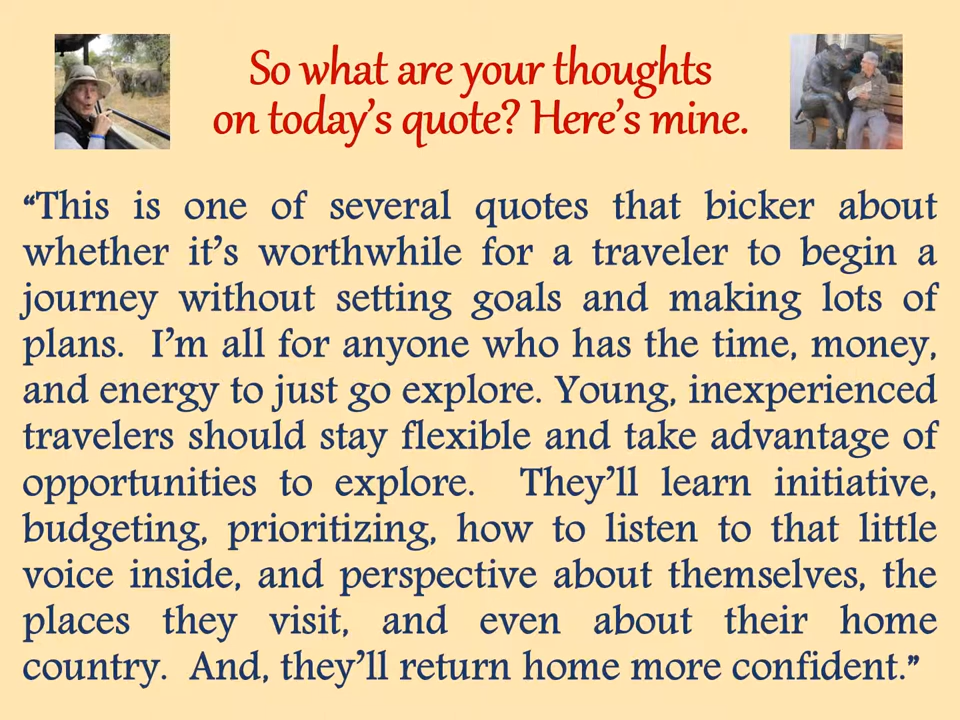 So what are your thoughts
on today's quote? Here's mine.
“This is one of several quotes that bicker about
whether it’s worthwhile for a traveler to begin a
journey without setting goals and making lots of
plans.  I’m all for anyone who has the time, money,
and energy to just go explore. Young, inexperienced
travelers should stay flexible and take advantage of
opportunities to explore.  They’ll learn initiative,
budgeting, prioritizing, how to listen to that little
voice inside, and perspective about themselves, the
places they visit, and even about their home
country.  And, they’ll return home more confident.”